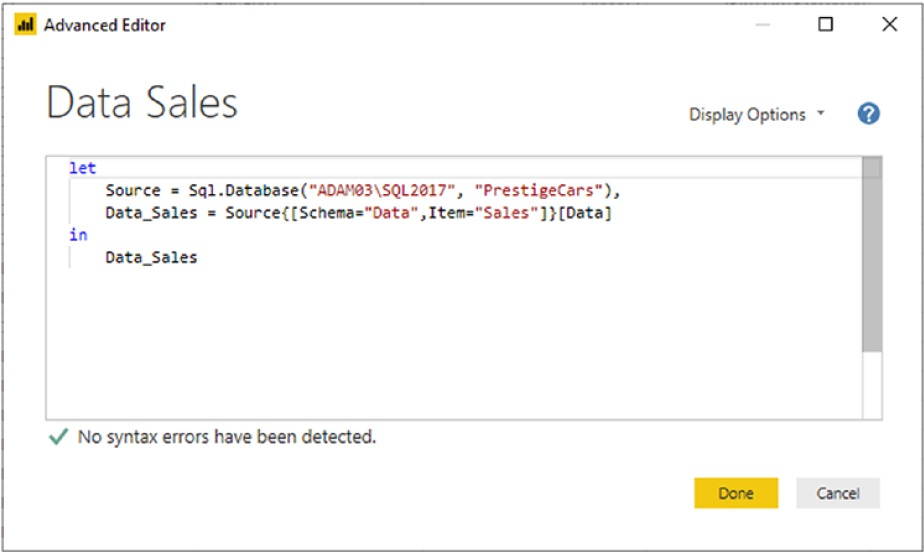 Advanced Editor
Data Sales
Display Options
?
let
Source = Sql.Database("ADAM03\SQL2017", "PrestigeCars"),
Data_Sales = Source{[Schema="Data",Item="Sales"]}[Data]
in
Data_Sales
No syntax errors have been detected.
Done
Cancel